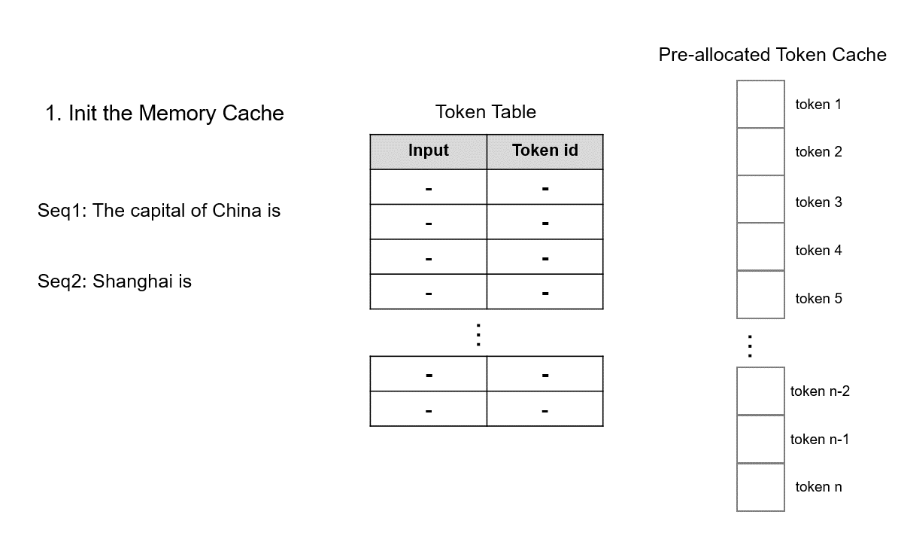 Pre-allocated Token Cache
1. Init the Memory Cache
Token Table
Input Token id
- -
- -
- -
- -
⋮
- -
- -
Seq1: The capital of China is
Seq2: Shanghai is
token 1
token 2
token 3
token 4
token 5
⋮
token n-2
token n-1
token n